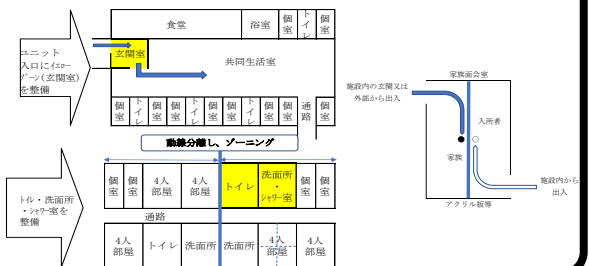 ユニット
入口にイエロー
ゾーン(玄関室)
を整備
食堂
浴室
個室
トイレ
個室
玄関室
共同生活室
個室
トイレ
個室
個室
トイレ
個室
個室
トイレ
個室
個室
通路
個室
動線分離し、ゾーニング
トイレ・洗面所
・シャワー室を
整備
個室
個室
4人部屋
4人部屋
トイレ
洗面所・シャワー室
個室
個室
通路
4人部屋
トイレ
洗面所
洗面所
4人部屋
4人部屋
家族面会室
施設内の玄関又は
外部から出入
入所者
家族
施設内から
出入
アクリル板等